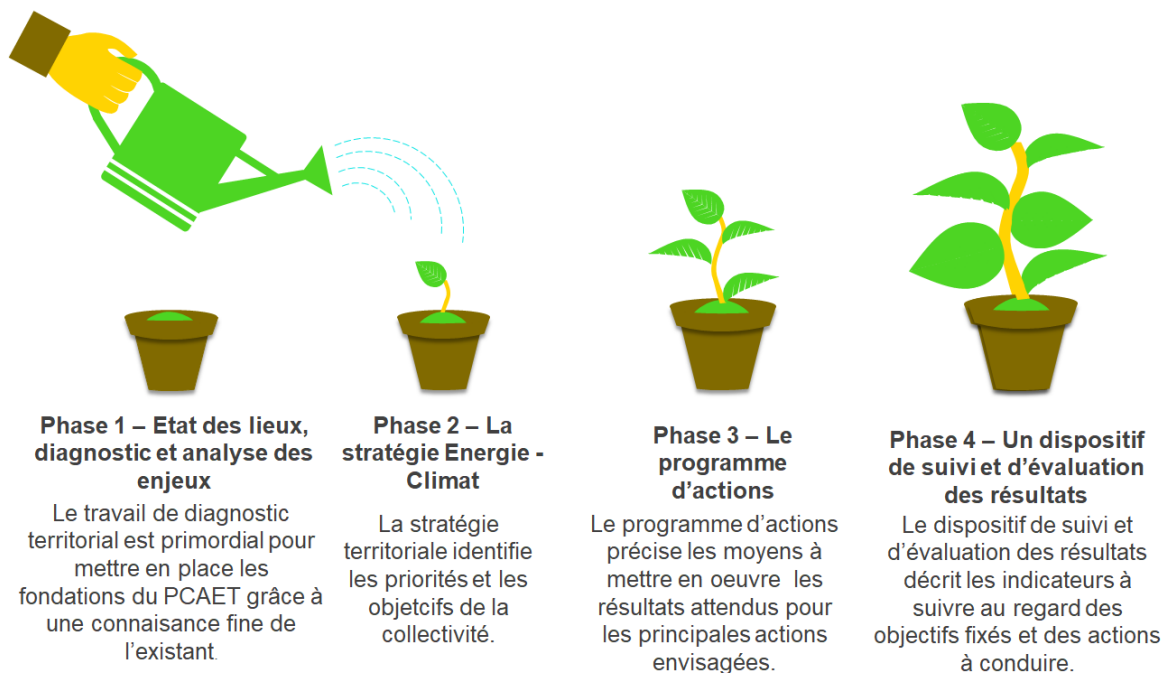 Phase 1 – Etat des lieux,
diagnostic et analyse des
enjeux
Le travail de diagnostic
territorial est primordial pour
mettre en place les
fondations du PCAET grâce à
une connaisance fine de
l'existant.
Phase 2 – La
stratégie Energie -
Climat
La stratégie
territoriale identifie
les priorités et les
objetcifs de la
collectivité.
Phase 3 – Le
programme
d'actions
Le programme d'actions
précise les moyens à
mettre en oeuvre les
résultats attendus pour
les principales actions
envisagées.
Phase 4 – Un dispositif
de suivi et d'évaluation
des résultats
Le dispositif de suivi et
d'évaluation des résultats
décrit les indicateurs à
suivre au regard des
objectifs fixés et des actions
à conduire.